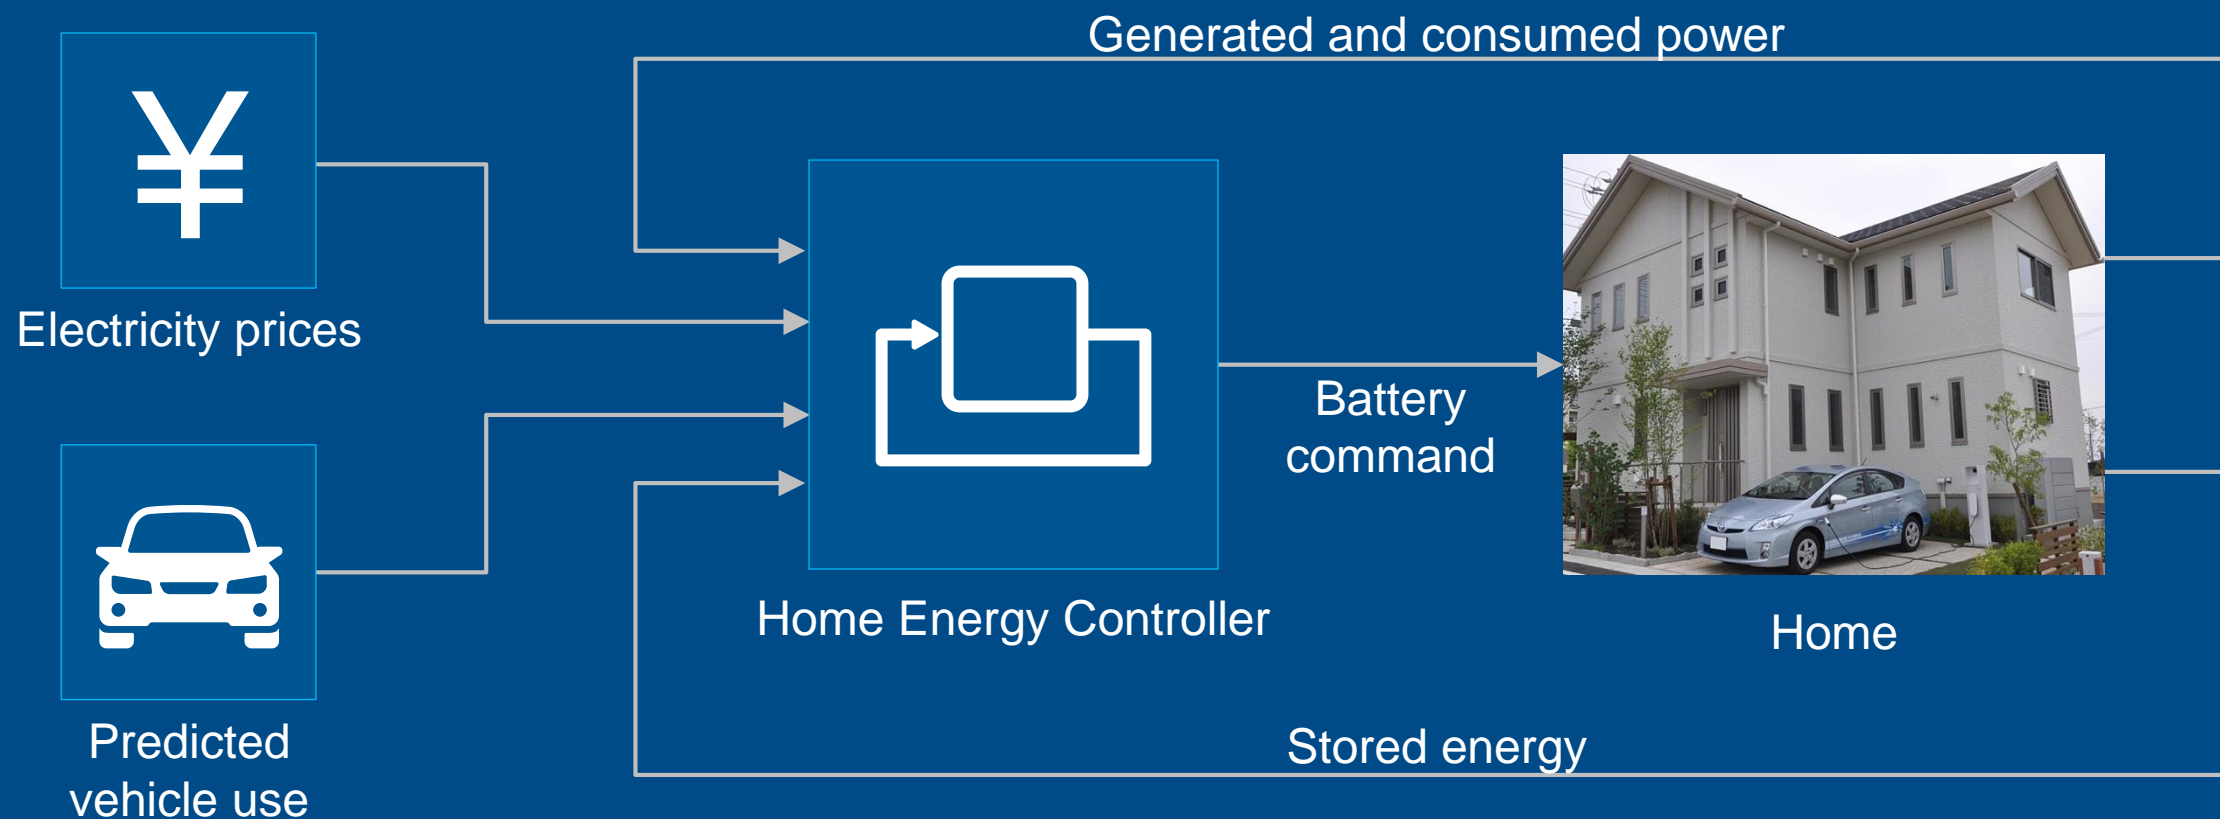 Generated and consumed power
¥
Electricity prices
Battery
command
Home Energy Controller
Home
Predicted
vehicle use
Stored energy